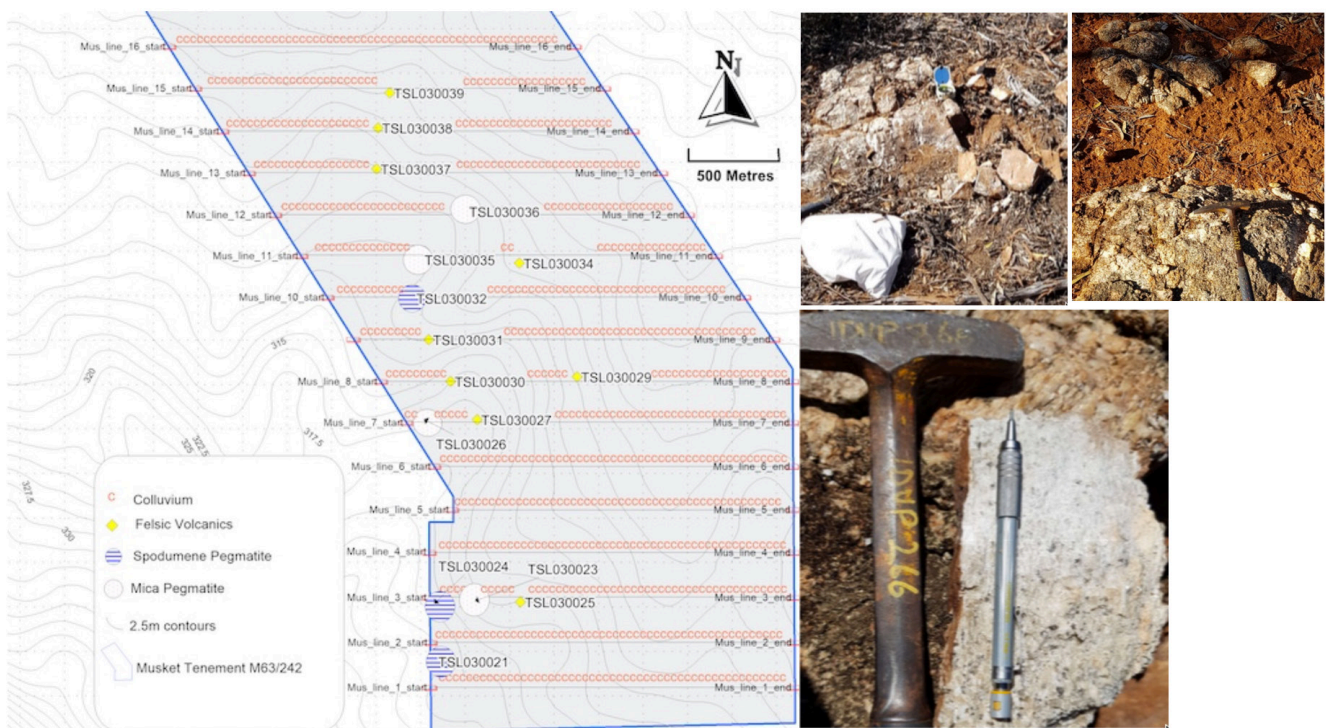 Mus_line_16_start
Mus_line_16_end
Mus_line_15_start
Mus_line_15_end
TSL030039
N
Mus_line_14_start
TSL030038
Mus_line_14_end
500 Metres
Mus_line_13_start
TSL030037
Mus_line_13_end
Mus_line_12_start
TSL030036
Mus_line_12_end
Mus_line_11_start
TSL030035
TSL030034
Mus_line_11_end
Mus_line_10_start
TSL030032
Mus_line_10_end
315
TSL030031
Mus_line_9_end
320
Mus_line_8_start
TSL030030
TSL030029
Mus_line_8_end
Mus_line_7_start
TSL030027
Mus_line_7_end
317.5
322.5
325
TSL030026
Mus_line_6_start
Mus_line_6_end
327.5
330
Mus_line_5_start
Mus_line_5_end
Mus_line_4_start
Mus_line_4_end
TSL030024
TSL030023
Mus_line_3_start
TSL030025
Mus_line_3_end
Mus_line_2_start
Mus_line_2_end
TSL030021
Mus_line_1_start
Mus_line_1_end
C Colluvium
Felsic Volcanics
Spodumene Pegmatite
Mica Pegmatite
2.5m contours
Musket Tenement M63/242